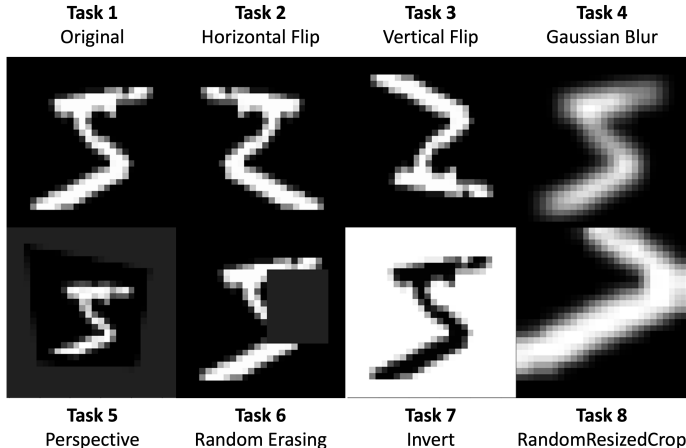 Task 1 Task 2 Task 3 Task 4
Original Horizontal Flip Vertical Flip Gaussian Blur
Task 5 Task 6 Task 7 Task 8
Perspective Random Erasing Invert RandomResizedCrop